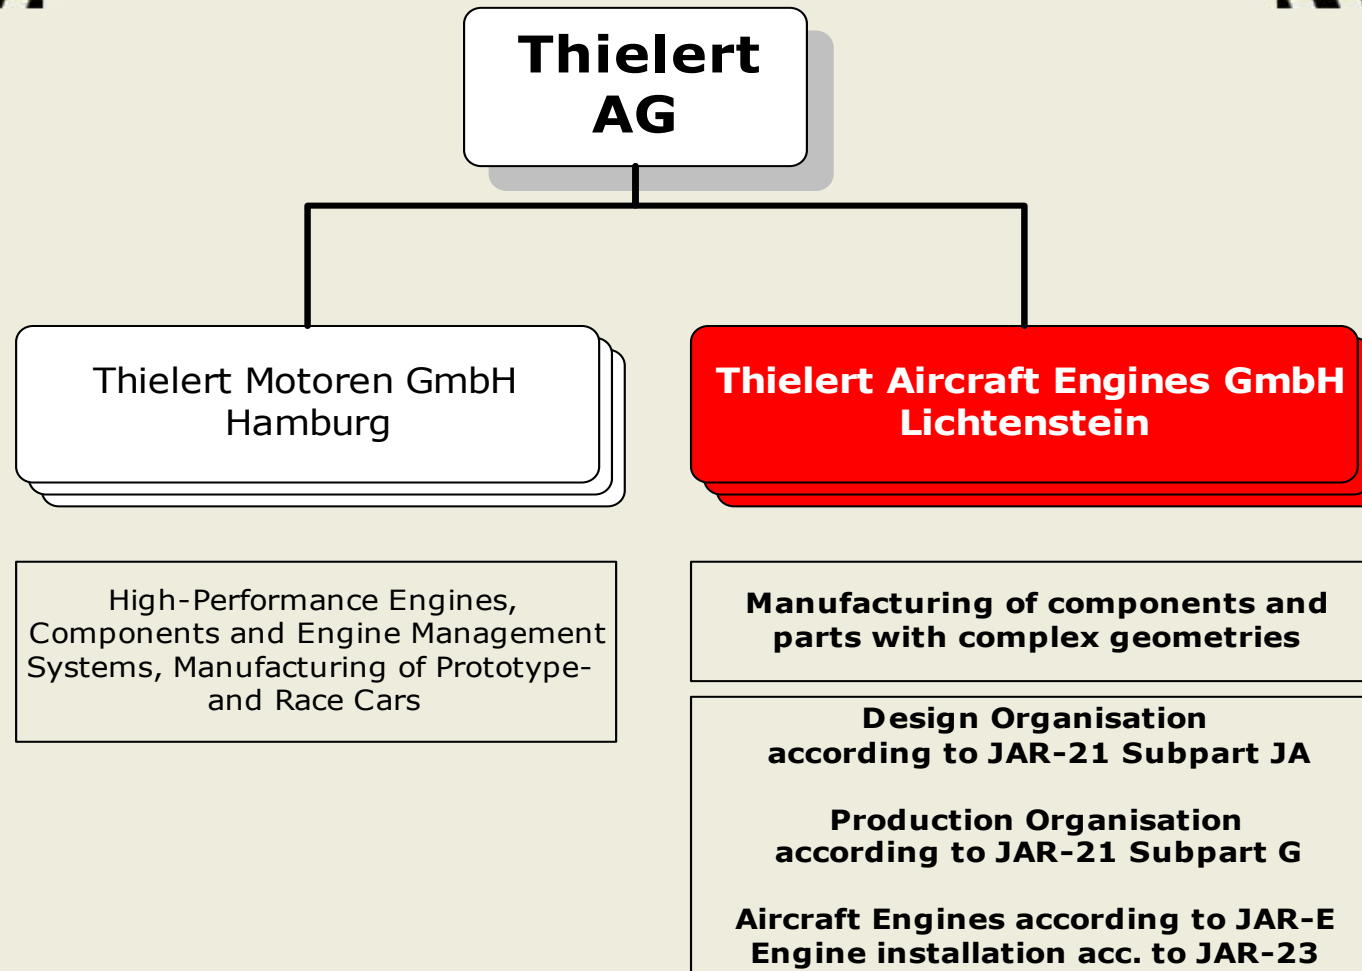 Thielert
AG
Thielert Motoren GmbH
Hamburg
Thielert Aircraft Engines GmbH
Lichtenstein
High-Performance Engines,
Components and Engine Management
Systems, Manufacturing of Prototype-
and Race Cars
Manufacturing of components and
parts with complex geometries
Design Organisation
according to JAR-21 Subpart JA
Production Organisation
according to JAR-21 Subpart G
Aircraft Engines according to JAR-E
Engine installation acc. to JAR-23